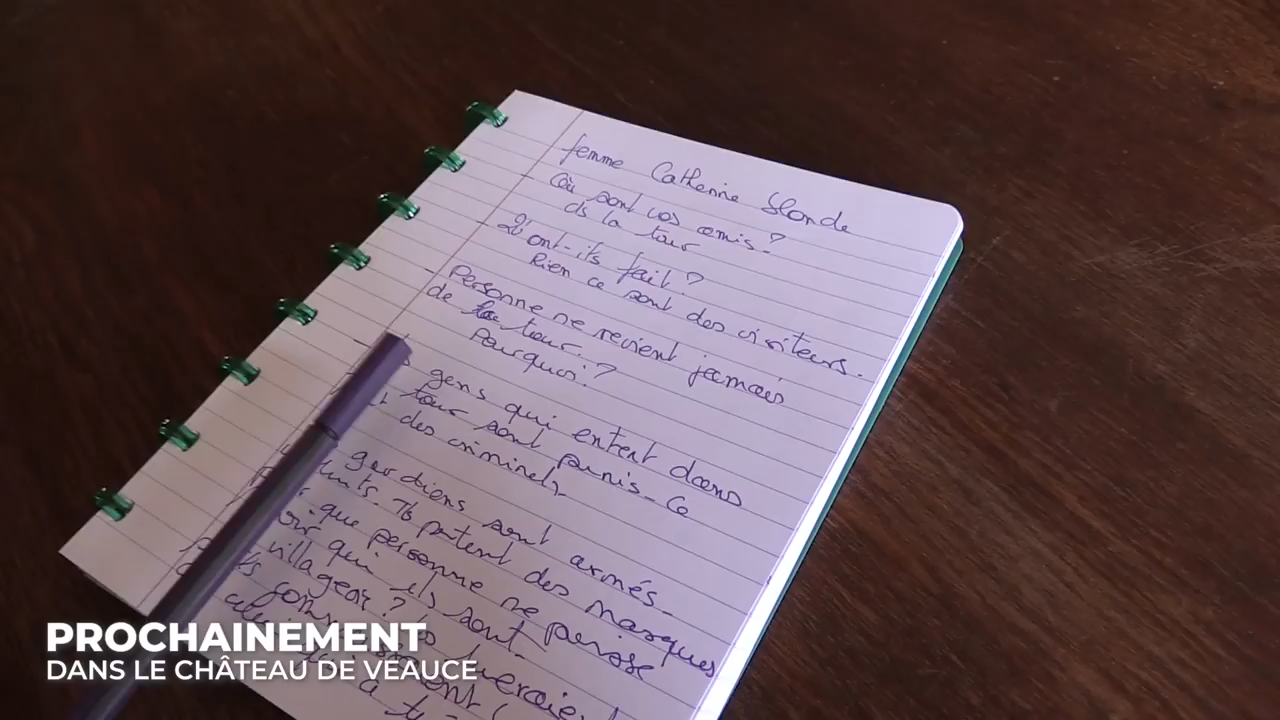 femme Catherine blonde
Où sont vos amis?
ds la tour
Qu'ont-ils fait?
Rien ce sont des visiteurs.
Personne ne revient jamais
de la tour.
Pourquoi?
gens qui entrent dans
tour sont punis - Ce
des criminels
gardiens sont armés.
Ils portent des masques
que personne ne puisse
qui ils sont
villageois?
PROCHAINEMENT
DANS LE CHÂTEAU DE VEAUCE